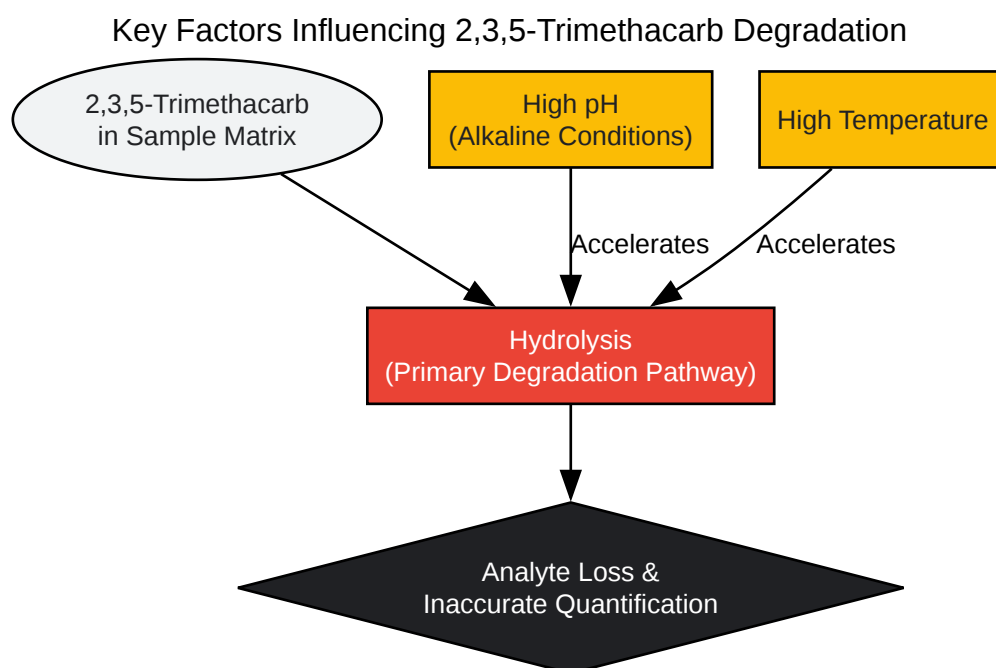 Key Factors Influencing 2,3,5-Trimethacarb Degradation
2,3,5-Trimethacarb
in Sample Matrix
High pH
(Alkaline Conditions)
High Temperature
Accelerates
Accelerates
Hydrolysis
(Primary Degradation Pathway)
Analyte Loss &
Inaccurate Quantification